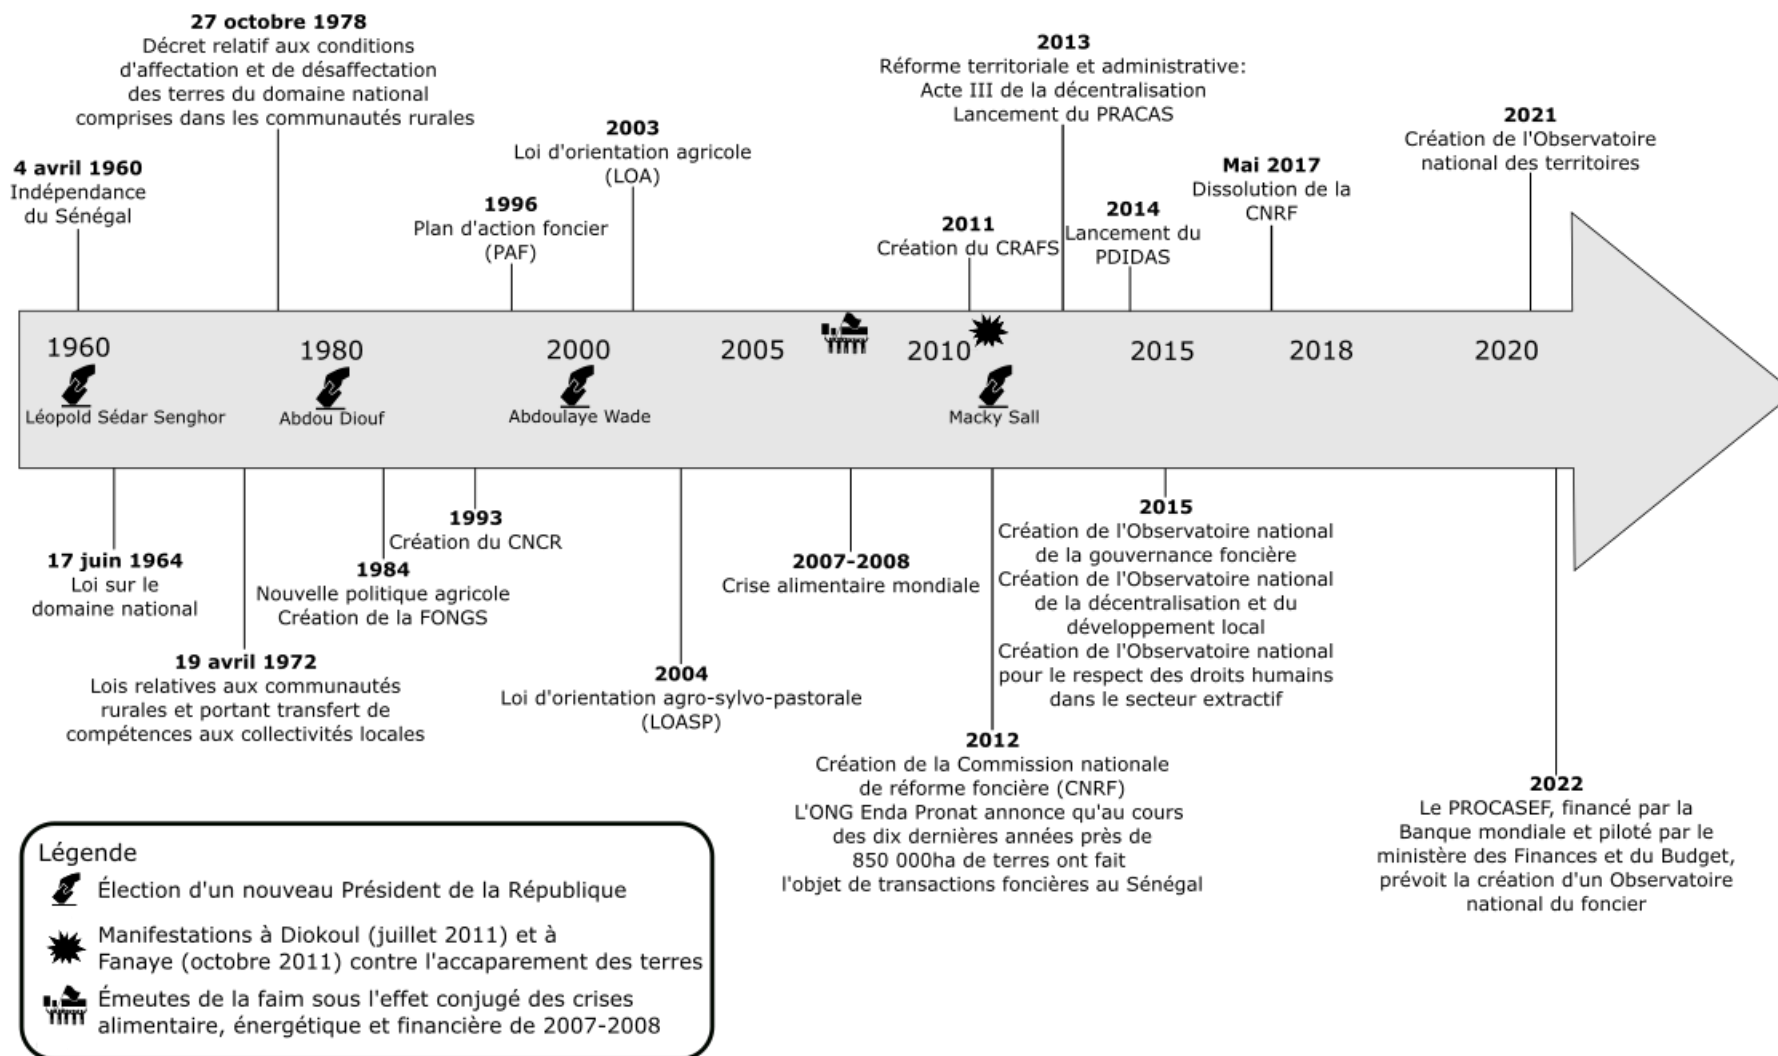 27 octobre 1978
Décret relatif aux conditions
d'affectation et de désaffectation
des terres du domaine national
comprises dans les communautés rurales
4 avril 1960
Indépendance
du Sénégal
1996
Plan d'action foncier
(PAF)
2003
Loi d'orientation agricole
(LOA)
2011
Création du CRAFS
2013
Réforme territoriale et administrative:
Acte III de la décentralisation
Lancement du PRACAS
2014
Lancement du
PDIDAS
Mai 2017
Dissolution de la
CNRF
2021
Création de l'Observatoire
national des territoires
1960
1980
2000
2005
2010
2015
2018
2020
Léopold Sédar Senghor
Abdou Diouf
Abdoulaye Wade
Macky Sall
17 juin 1964
Loi sur le
domaine national
19 avril 1972
Lois relatives aux communautés
rurales et portant transfert de
compétences aux collectivités locales
1984
Nouvelle politique agricole
Création de la FONGS
1993
Création du CNCR
2004
Loi d'orientation agro-sylvo-pastorale
(LOASP)
2007-2008
Crise alimentaire mondiale
2012
Création de la Commission nationale
de réforme foncière (CNRF)
L'ONG Enda Pronat annonce qu'au cours
des dix dernières années près de
850 000ha de terres ont fait
l'objet de transactions foncières au Sénégal
2015
Création de l'Observatoire national
de la gouvernance foncière
Création de l'Observatoire national
de la décentralisation et du
développement local
Création de l'Observatoire national
pour le respect des droits humains
dans le secteur extractif
2022
Le PROCASEF, financé par la
Banque mondiale et piloté par le
ministère des Finances et du Budget,
prévoit la création d'un Observatoire
national du foncier
Légende
Élection d'un nouveau Président de la République
Manifestations à Diokoul (juillet 2011) et à
Fanaye (octobre 2011) contre l'accaparement des terres
Émeutes de la faim sous l'effet conjugé des crises
alimentaire, énergétique et financière de 2007-2008